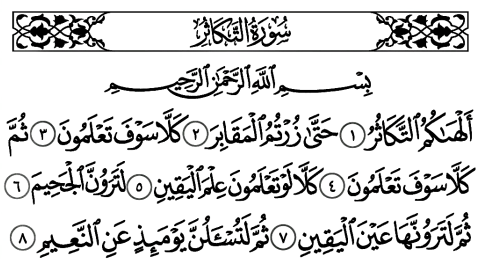 سُورَةُ التَّكَاثُرِ
بِسْمِ اللَّهِ الرَّحْمَٰنِ الرَّحِيمِ
أَلْهَاكُمُ التَّكَاثُرُ ﴿١﴾ حَتَّىٰ زُرْتُمُ الْمَقَابِرَ ﴿٢﴾ كَلَّا سَوْفَ تَعْلَمُونَ ﴿٣﴾ ثُمَّ
كَلَّا سَوْفَ تَعْلَمُونَ ﴿٤﴾ كَلَّا لَوْ تَعْلَمُونَ عِلْمَ الْيَقِينِ ﴿٥﴾ لَتَرَوُنَّ الْجَحِيمَ ﴿٦﴾
ثُمَّ لَتَرَوُنَّهَا عَيْنَ الْيَقِينِ ﴿٧﴾ ثُمَّ لَتُسْأَلُنَّ يَوْمَئِذٍ عَنِ النَّعِيمِ ﴿٨﴾